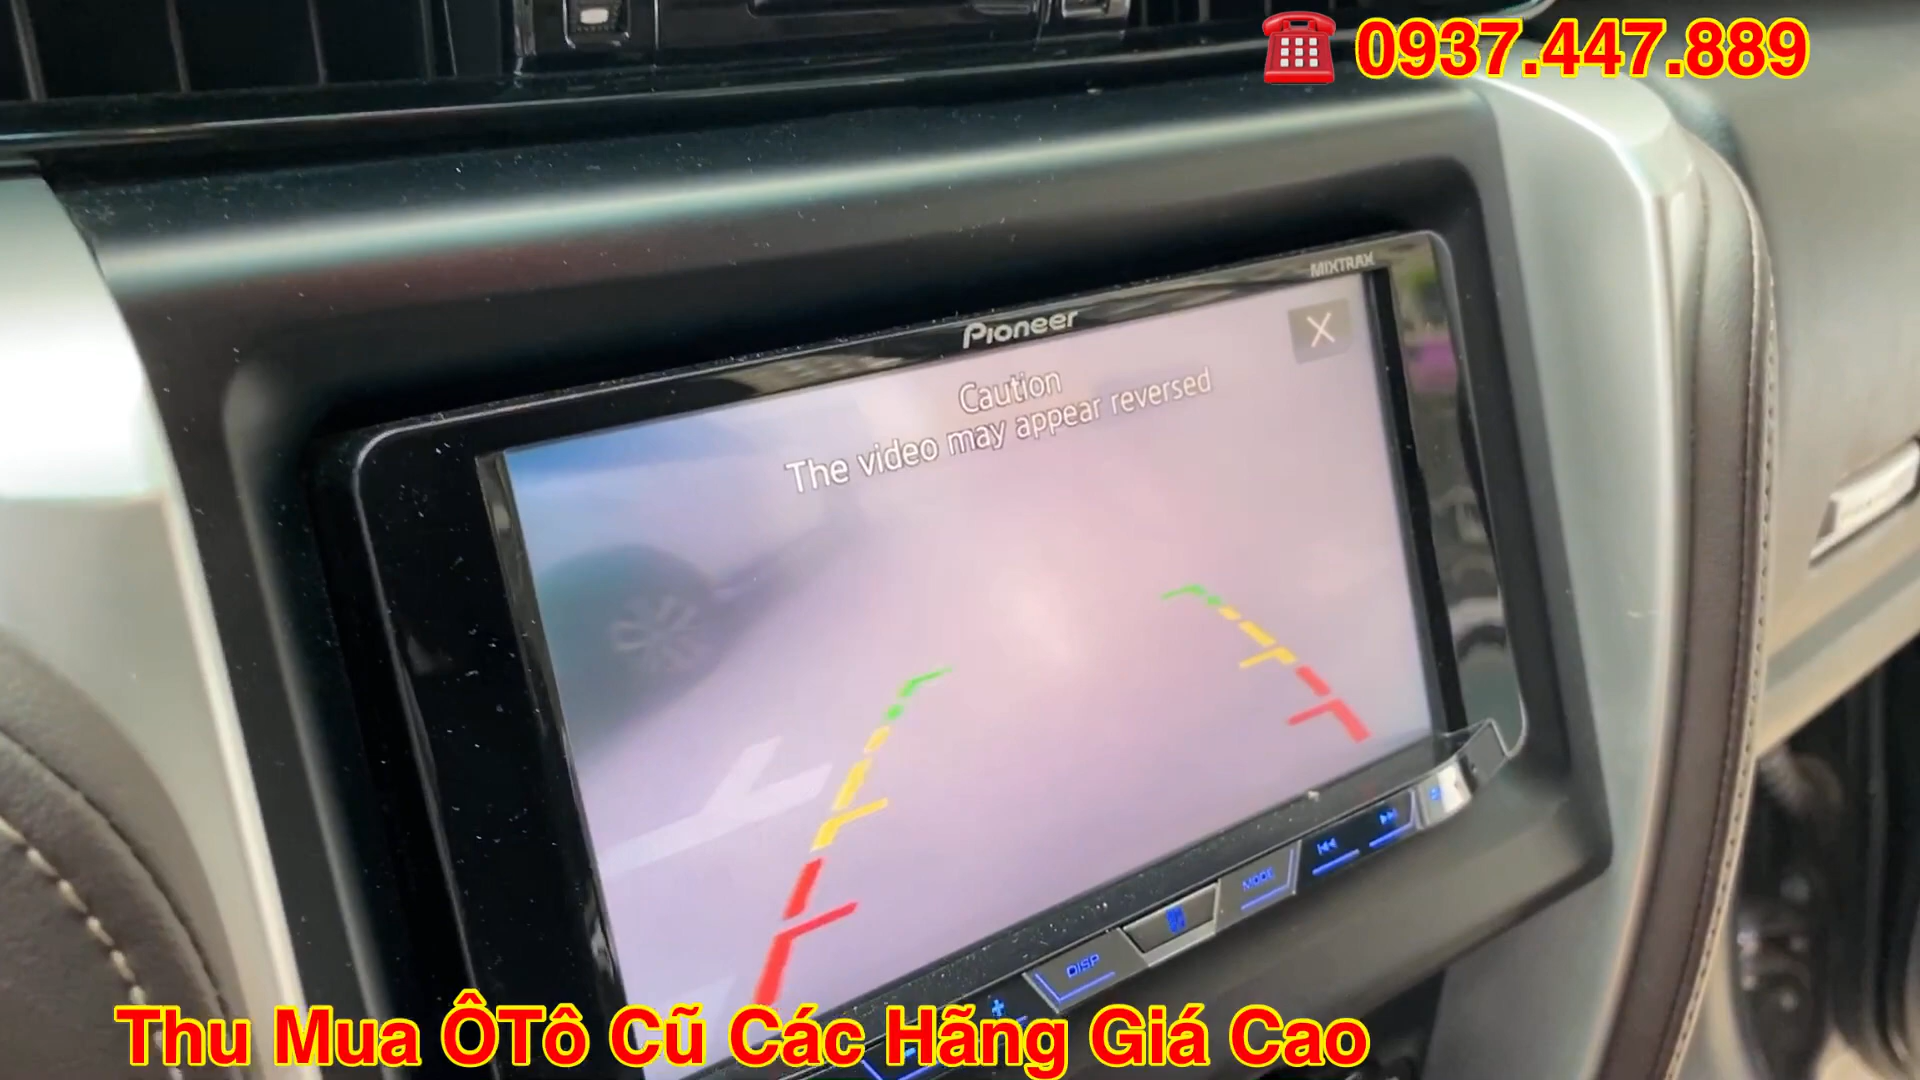 0937.447.889
MIXTRAX
Pioneer
Caution
The video may appear reversed
MODE
DISP
Thu Mua ÔTô Cũ Các Hãng Giá Cao